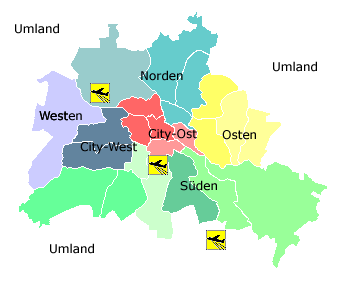 Umland
Umland
Norden
Westen
City-Ost
Osten
City-West
Süden
Umland